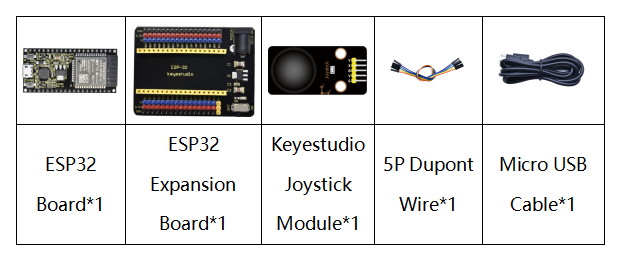 ESP-32
keyestudio
Joystick
ESP32
Board*1
ESP32
Expansion
Board*1
Keyestudio
Joystick
Module*1
5P Dupont
Wire*1
Micro USB
Cable*1